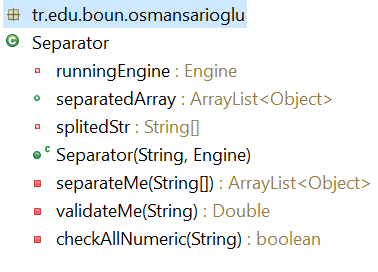 tr.edu.boun.osmansarioglu
Separator
runningEngine : Engine
separatedArray : ArrayList<Object>
splitedStr : String[]
Separator(String, Engine)
separateMe(String[]) : ArrayList<Object>
validateMe(String) : Double
checkAllNumeric(String) : boolean